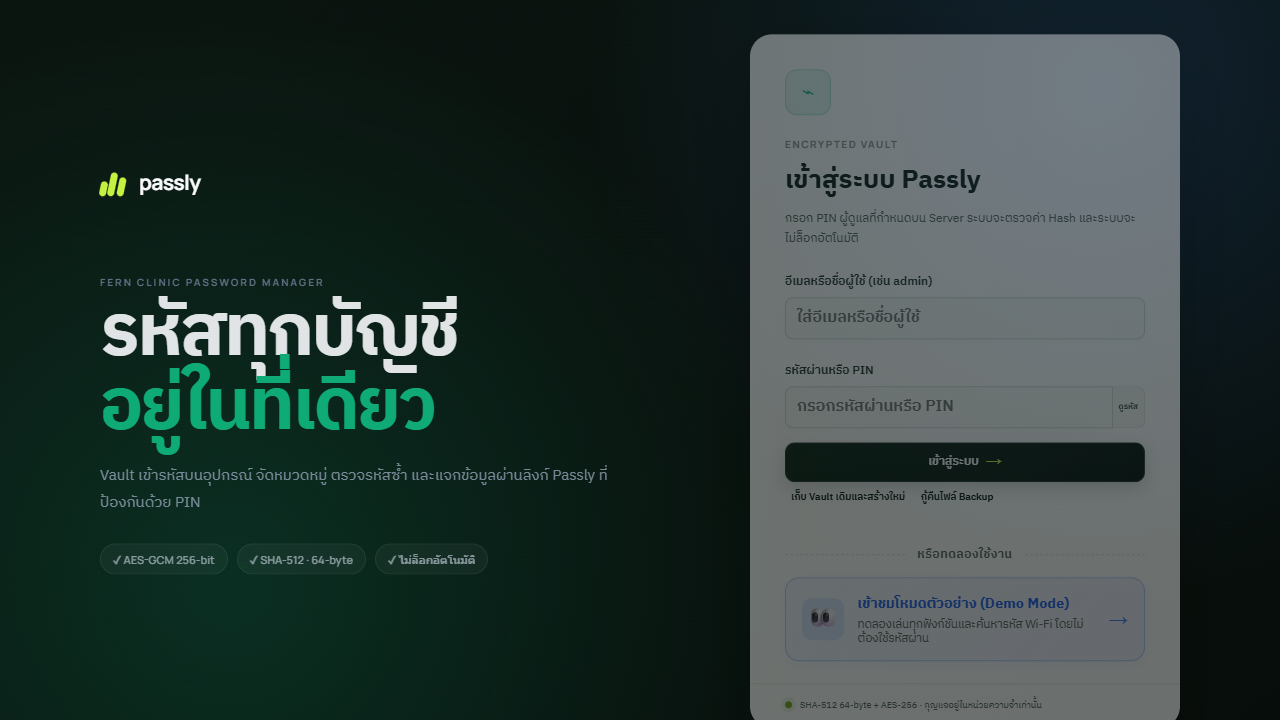 passly
FERN CLINIC PASSWORD MANAGER
รหัสทุกบัญชี
อยู่ในที่เดียว
Vault เข้ารหัสบนอุปกรณ์ จัดหมวดหมู่ ตรวจรหัสซ้ำ และแจกข้อมูลผ่านลิงก์ Passly ที่
ป้องกันด้วย PIN
✓ AES-GCM 256-bit
✓ SHA-512 · 64-byte
✓ ไม่ล็อกอัตโนมัติ
ENCRYPTED VAULT
เข้าสู่ระบบ Passly
กรอก PIN ผู้ดูแลที่กำหนดบน Server ระบบจะตรวจค่า Hash และระบบจะ
ไม่ล็อกอัตโนมัติ
อีเมลหรือชื่อผู้ใช้ (เช่น admin)
ใส่อีเมลหรือชื่อผู้ใช้
รหัสผ่านหรือ PIN
กรอกรหัสผ่านหรือ PIN
ดูรหัส
เข้าสู่ระบบ →
เก็บ Vault เดิมและสร้างใหม่
กู้คืนไฟล์ Backup
หรือทดลองใช้งาน
เข้าชมโหมดตัวอย่าง (Demo Mode)
ทดลองเล่นทุกฟังก์ชันและค้นหารหัส Wi-Fi โดยไม่
ต้องใช้รหัสผ่าน
→
SHA-512 64-byte + AES-256 · กุญแจอยู่ในหน่วยความจำเท่านั้น